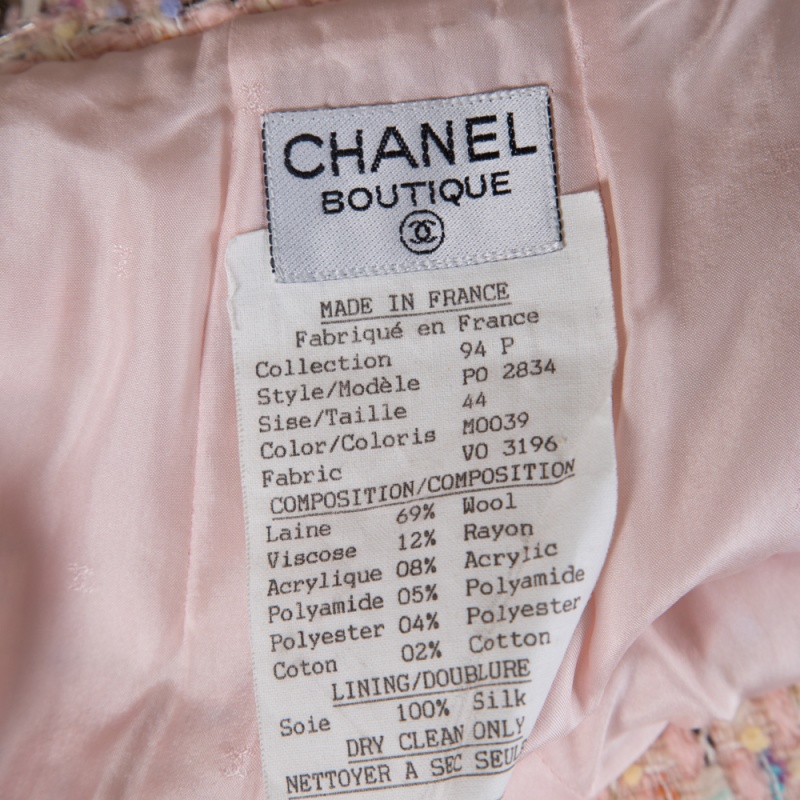 CHANEL
BOUTIQUE
MADE IN FRANCE
Fabriqué en France
Collection 94 P
Style/Modèle PO 2834
Sise/Taille 44
Color/Coloris MOO39
Fabric VO 3196
COMPOSITION/COMPOSITION
Laine 69% Wool
Viscose 12% Rayon
Acrylique 08% Acrylic
Polyamide 05% Polyamide
Polyester 04% Polyester
Coton 02% Cotton
LINING/DOUBLURE
Soie 100% Silk
DRY CLEAN ONLY
NETTOYER A SEC SEUL